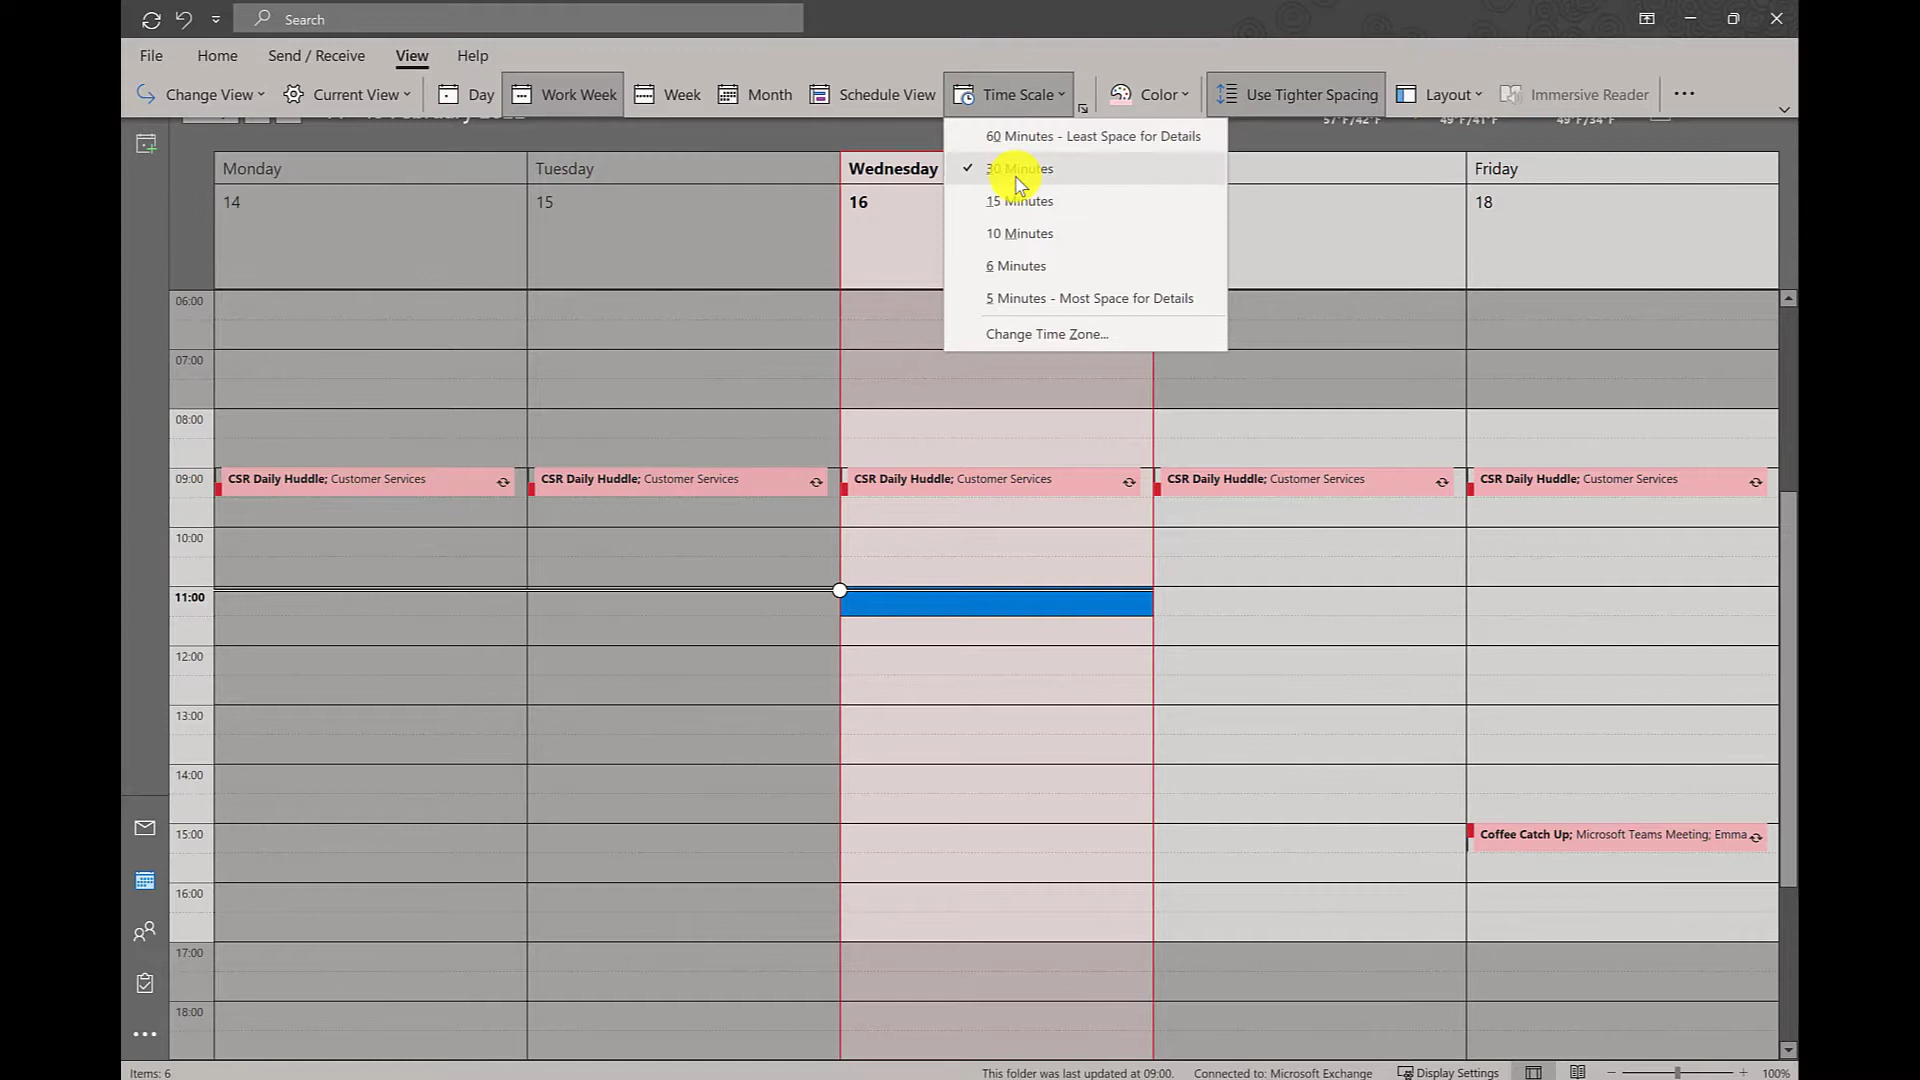 Search
File Home Send / Receive View Help
Change View Current View Day Work Week Week Month Schedule View Time Scale Color Use Tighter Spacing Layout Immersive Reader ...
57°F/42°F 49°F/41°F 49°F/34°F
60 Minutes - Least Space for Details
30 Minutes
15 Minutes
10 Minutes
6 Minutes
5 Minutes - Most Space for Details
Change Time Zone...
Monday Tuesday Wednesday Friday
14 15 16 18
06:00
07:00
08:00
09:00 CSR Daily Huddle; Customer Services CSR Daily Huddle; Customer Services CSR Daily Huddle; Customer Services CSR Daily Huddle; Customer Services CSR Daily Huddle; Customer Services
10:00
11:00
12:00
13:00
14:00
15:00 Coffee Catch Up; Microsoft Teams Meeting; Emma
16:00
17:00
18:00
Items: 6 This folder was last updated at 09:00. Connected to: Microsoft Exchange Display Settings 100%